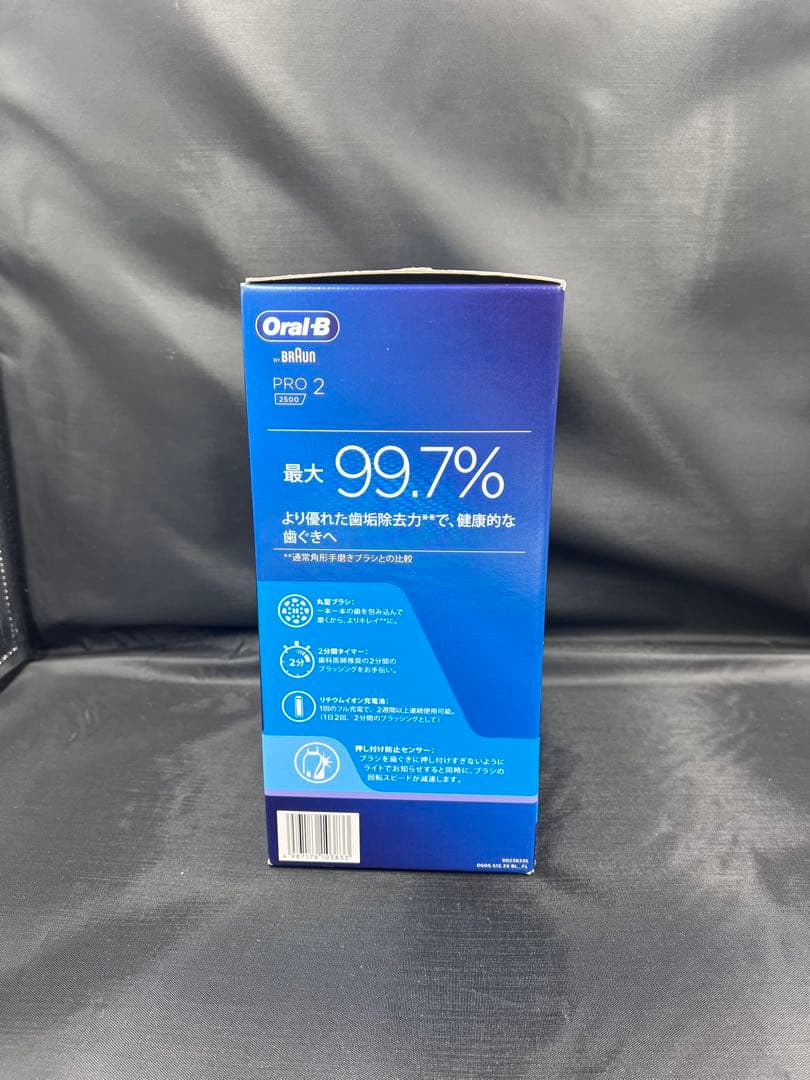 Oral-B
BY BRAUN
PRO 2
2500
最大 99.7%
より優れた歯垢除去力**で、健康的な
歯ぐきへ
**通常角形手磨きブラシとの比較
丸型ブラシ:
一本一本の歯を包み込んで
磨くから、よりキレイ**に。
2分
2分間タイマー:
歯科医師推奨の2分間の
ブラッシングをお手伝い。
リチウムイオン充電池:
1回のフル充電で、2週間以上連続使用可能。
(1日2回、2分間のブラッシングとして)
押し付け防止センサー:
ブラシを歯ぐきに押し付けすぎないように
ライトでお知らせすると同時に、ブラシの
回転スピードが減速します。